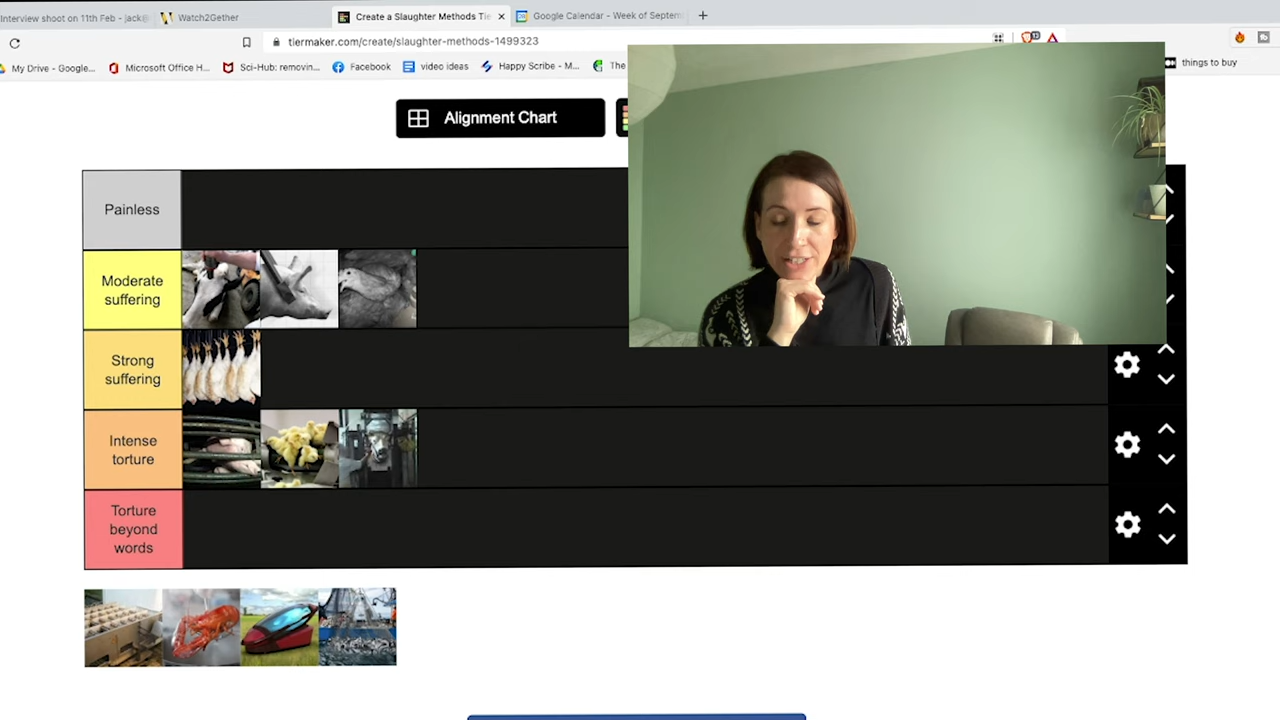 Interview shoot on 11th Feb - jack@
Watch2Gether
Create a Slaughter Methods Tie
Google Calendar - Week of Septem
tiermaker.com/create/slaughter-methods-1499323
My Drive - Google...
Microsoft Office H...
Sci-Hub: removin...
Facebook
video ideas
Happy Scribe - M...
The
things to buy
Alignment Chart
Painless
Moderate
suffering
Strong
suffering
Intense
torture
Torture
beyond
words